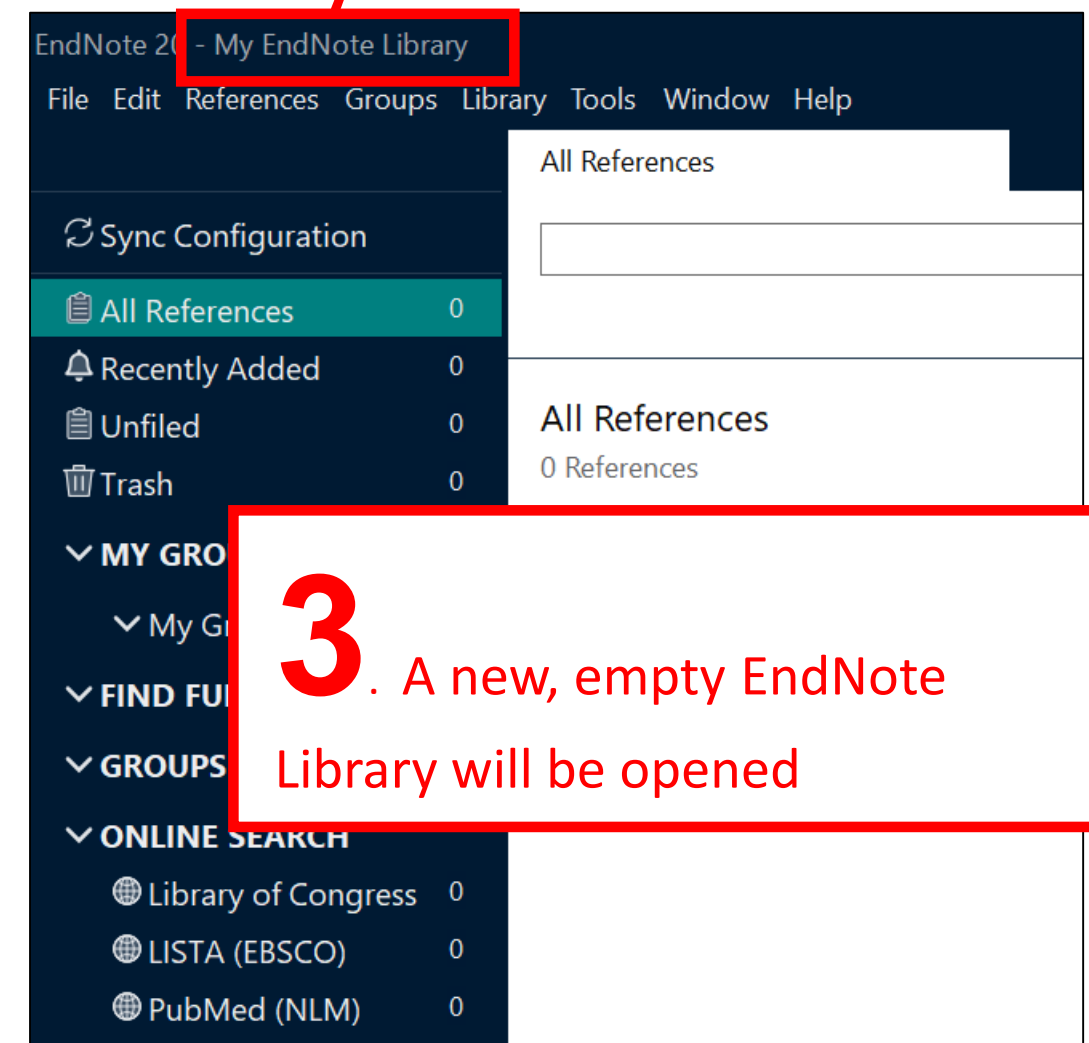 EndNote 20 - My EndNote Library
File Edit References Groups Library Tools Window Help
All References
Sync Configuration
All References 0
Recently Added 0
Unfiled 0
Trash 0
All References
0 References
MY GRO
My Gr
FIND FUL
GROUPS
ONLINE SEARCH
Library of Congress 0
LISTA (EBSCO) 0
PubMed (NLM) 0
3. A new, empty EndNote
Library will be opened